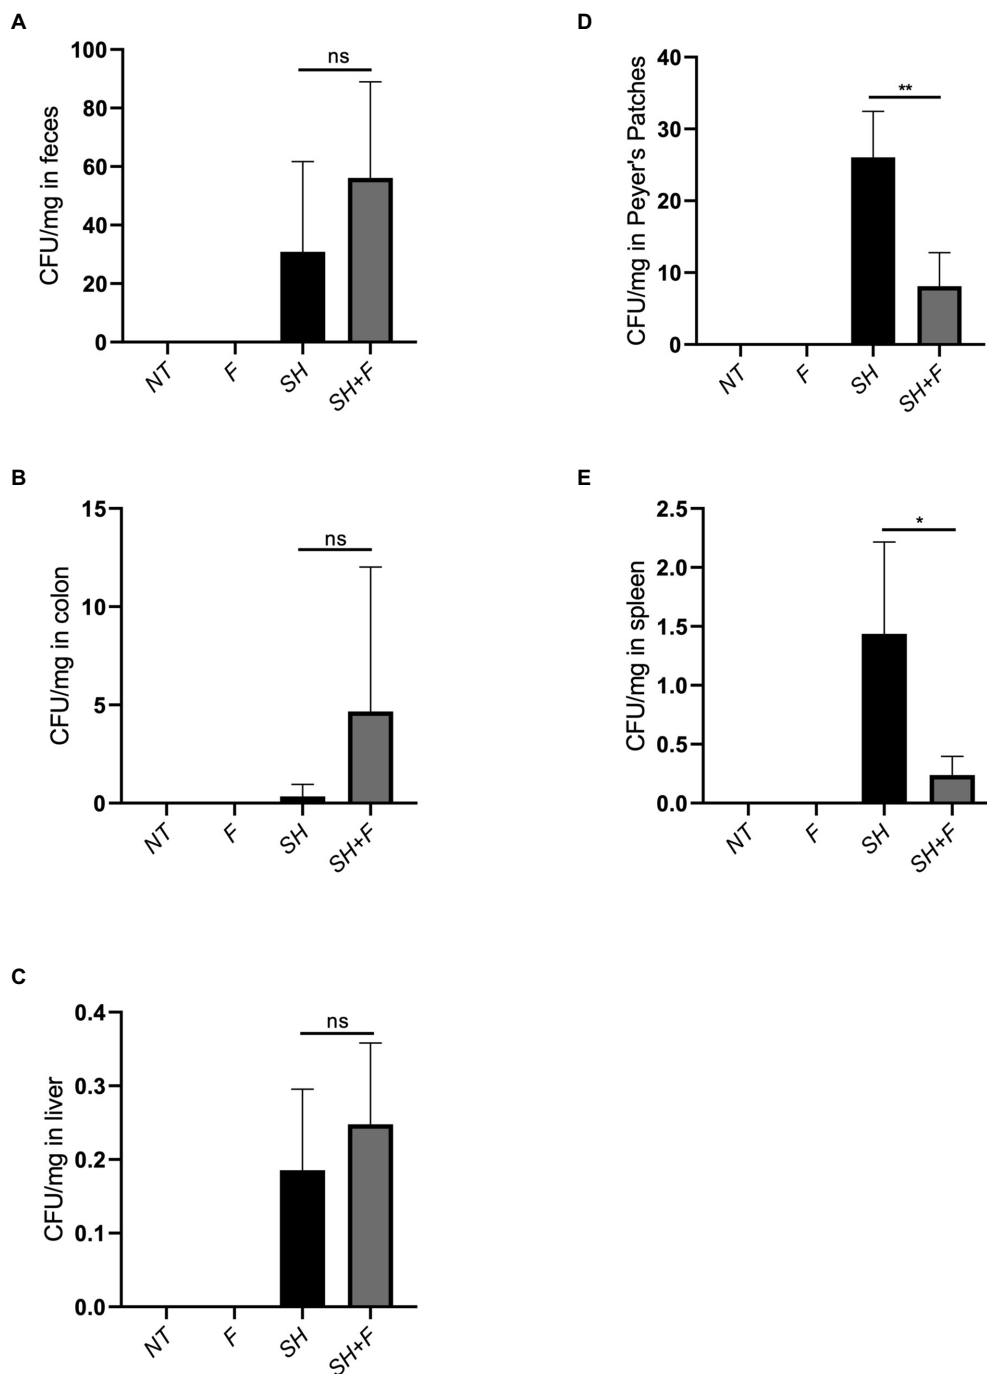 A
CFU/mg in feces
100
80
60
40
20
0
ns
NT
F
SH
SH+F
B
CFU/mg in colon
15
10
5
0
ns
NT
F
SH
SH+F
C
CFU/mg in liver
0.4
0.3
0.2
0.1
0.0
ns
NT
F
SH
SH+F
D
CFU/mg in Peyer's Patches
40
30
20
10
0
**
NT
F
SH
SH+F
E
CFU/mg in spleen
2.5
2.0
1.5
1.0
0.5
0.0
*
NT
F
SH
SH+F